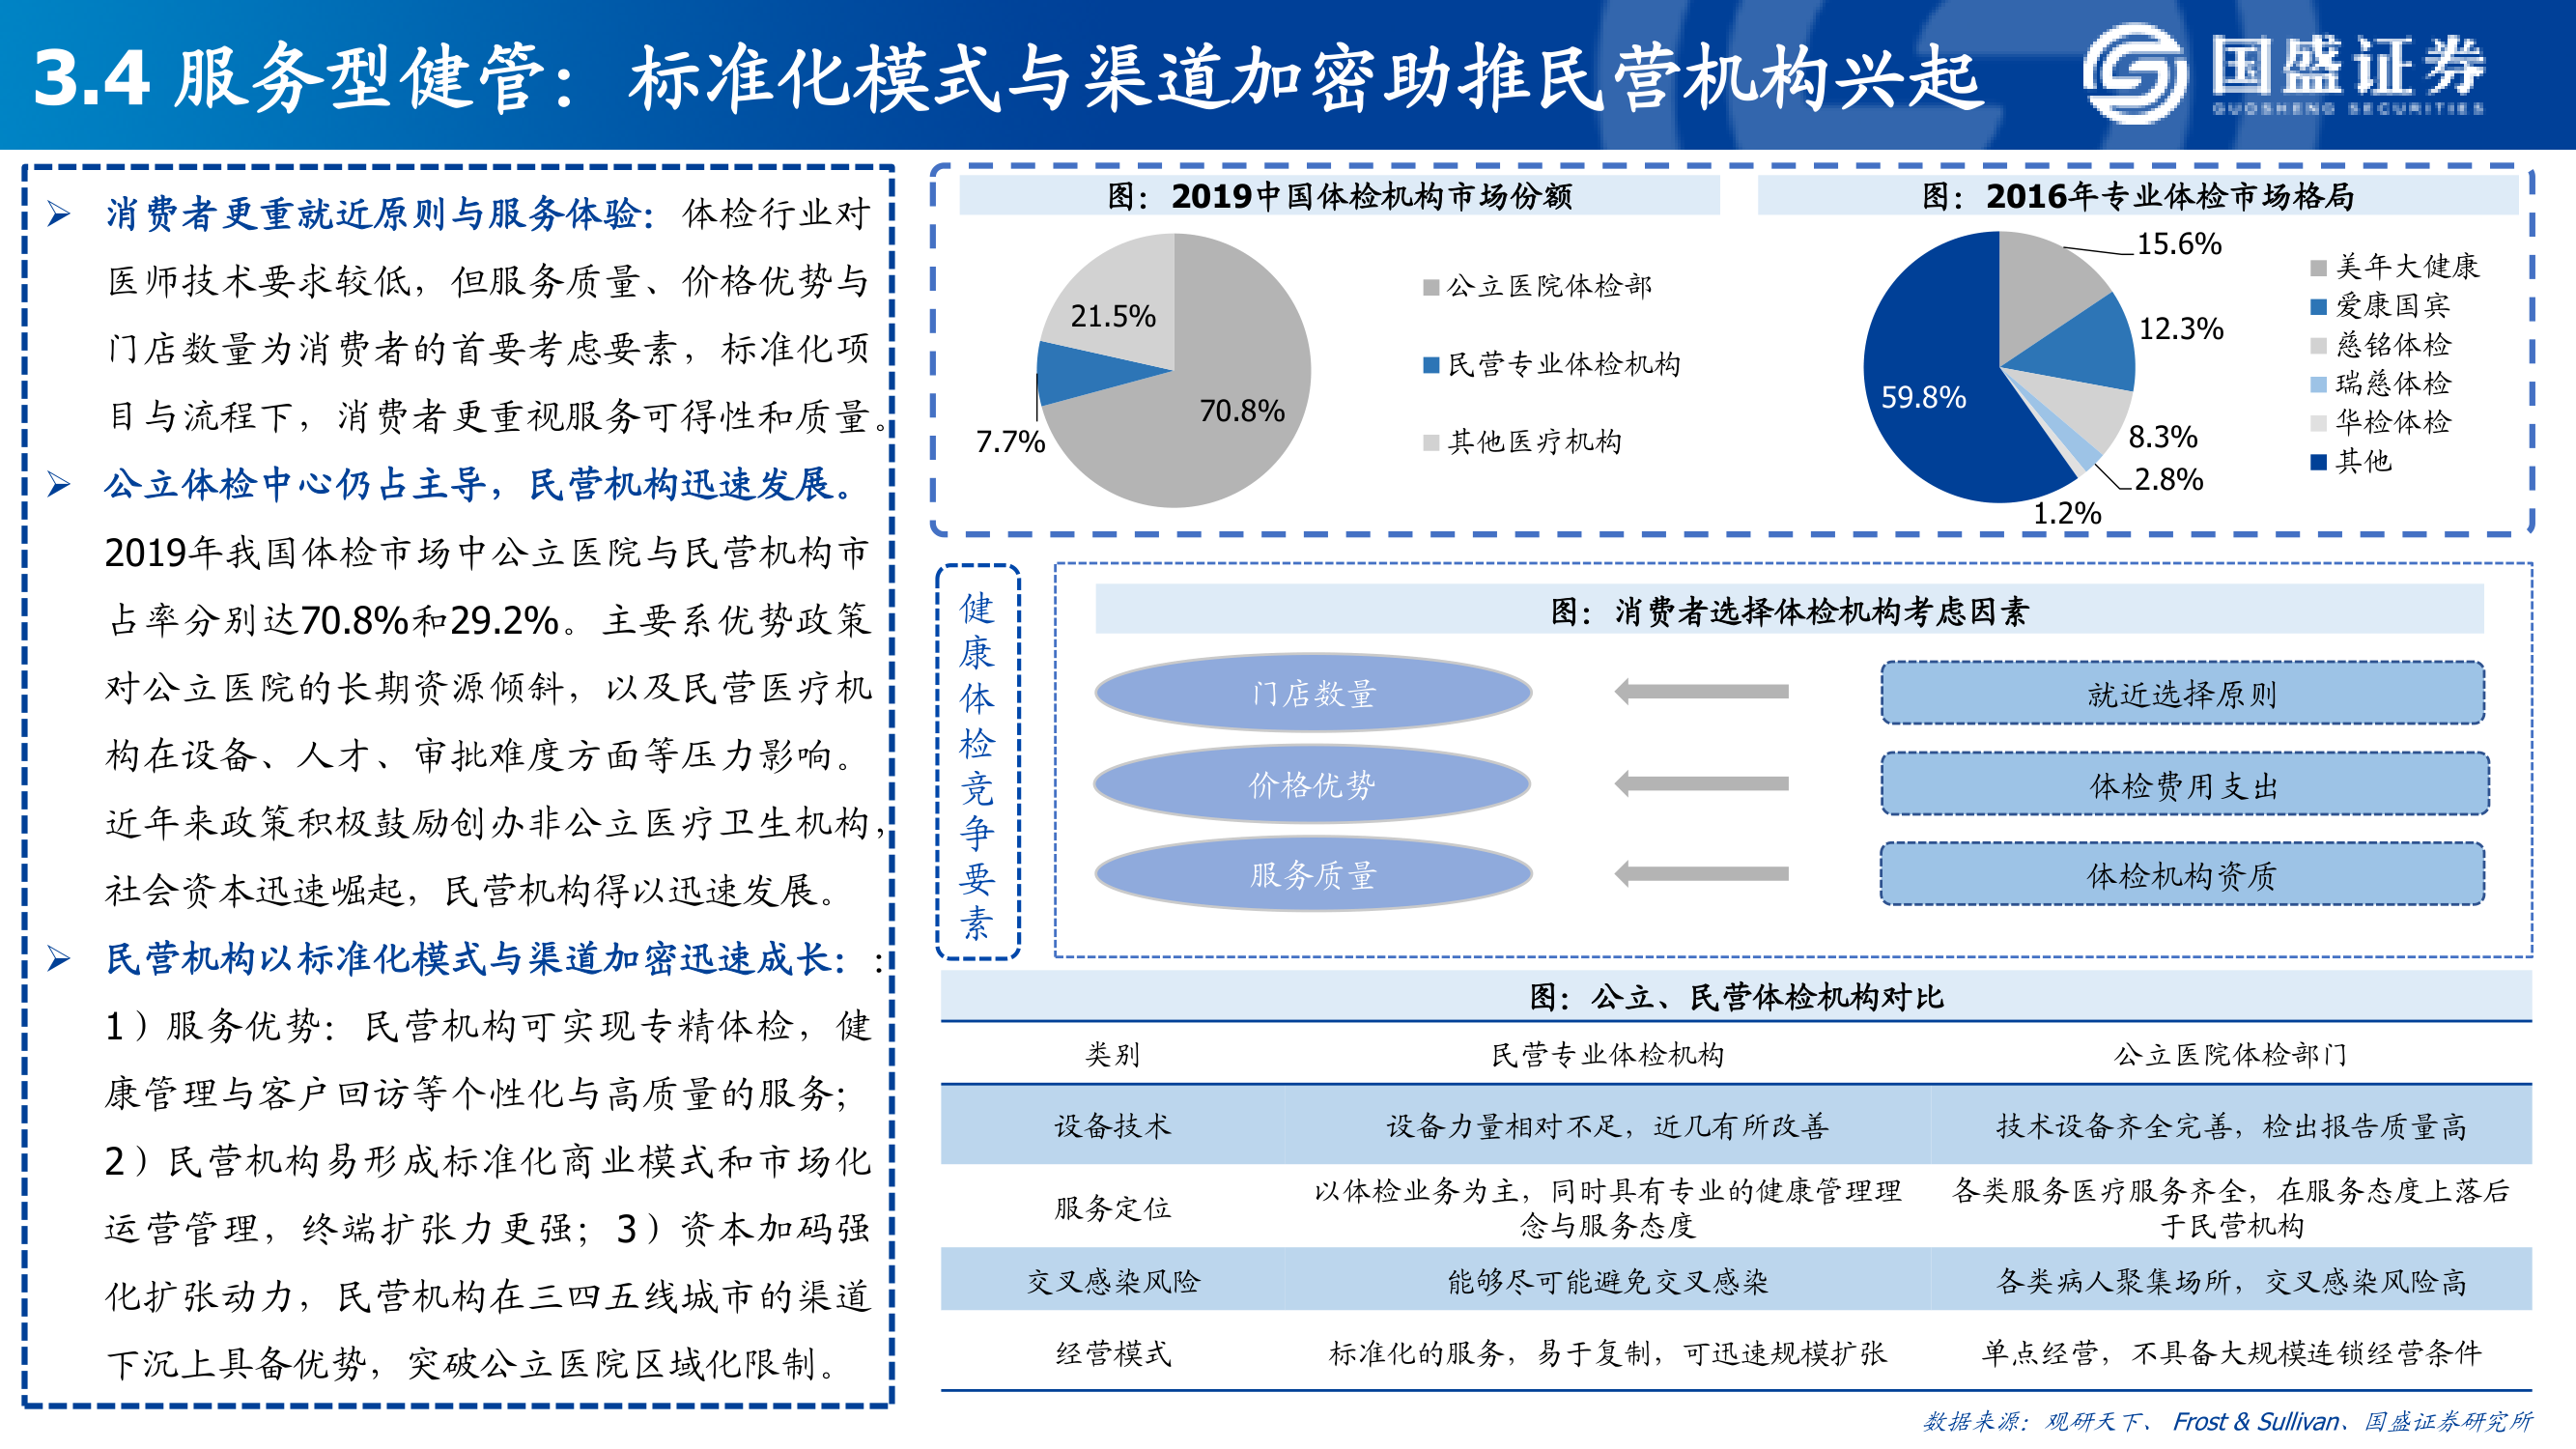 3.4 服务型健管：标准化模式与渠道加密助推民营机构兴起
国盛证券
GUOSHENG SECURITIES
消费者更重就近原则与服务体验：体检行业对
医师技术要求较低，但服务质量、价格优势与
门店数量为消费者的首要考虑要素，标准化项
目与流程下，消费者更重视服务可得性和质量。
公立体检中心仍占主导，民营机构迅速发展。
2019年我国体检市场中公立医院与民营机构市
占率分别达70.8%和29.2%。主要系优势政策
对公立医院的长期资源倾斜，以及民营医疗机
构在设备、人才、审批难度方面等压力影响。
近年来政策积极鼓励创办非公立医疗卫生机构，
社会资本迅速崛起，民营机构得以迅速发展。
民营机构以标准化模式与渠道加密迅速成长：：
1）服务优势：民营机构可实现专精体检，健
康管理与客户回访等个性化与高质量的服务；
2）民营机构易形成标准化商业模式和市场化
运营管理，终端扩张力更强；3）资本加码强
化扩张动力，民营机构在三四五线城市的渠道
下沉上具备优势，突破公立医院区域化限制。
图：2019中国体检机构市场份额
21.5%
7.7%
70.8%
公立医院体检部
民营专业体检机构
其他医疗机构
图：2016年专业体检市场格局
15.6%
12.3%
59.8%
8.3%
2.8%
1.2%
美年大健康
爱康国宾
慈铭体检
瑞慈体检
华检体检
其他
健
康
体
检
竞
争
要
素
图：消费者选择体检机构考虑因素
门店数量
就近选择原则
价格优势
体检费用支出
服务质量
体检机构资质
图：公立、民营体检机构对比
类别 民营专业体检机构 公立医院体检部门
设备技术 设备力量相对不足，近几有所改善 技术设备齐全完善，检出报告质量高
服务定位
以体检业务为主，同时具有专业的健康管理理
念与服务态度
各类服务医疗服务齐全，在服务态度上落后
于民营机构
交叉感染风险 能够尽可能避免交叉感染 各类病人聚集场所，交叉感染风险高
经营模式 标准化的服务，易于复制，可迅速规模扩张 单点经营，不具备大规模连锁经营条件
数据来源：观研天下、Frost & Sullivan、国盛证券研究所